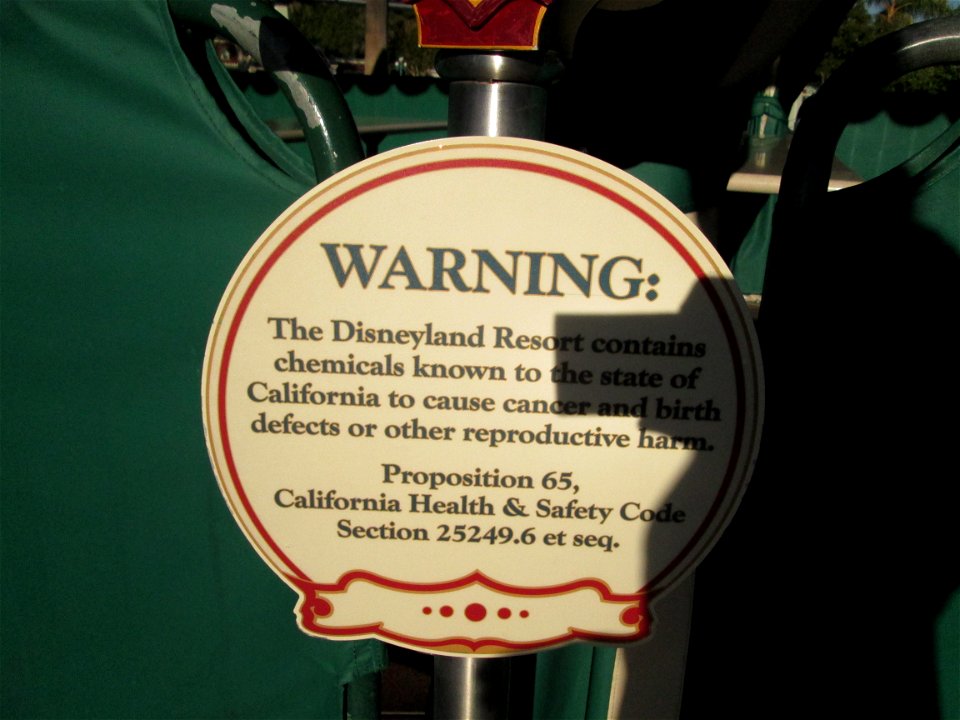 WARNING:
The Disneyland Resort contains
chemicals known to the state of
California to cause cancer and birth
defects or other reproductive harm.
Proposition 65,
California Health & Safety Code
Section 25249.6 et seq.